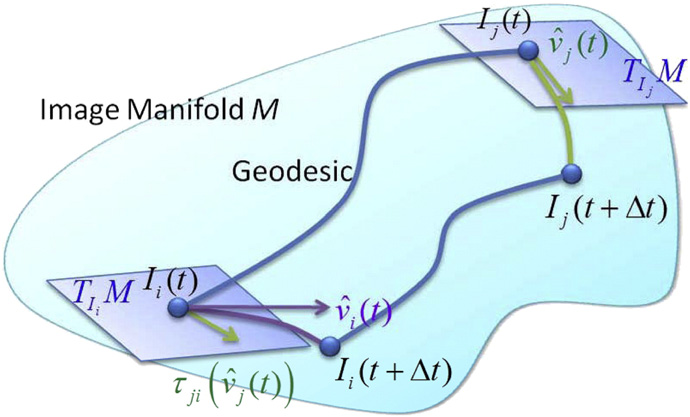 I_j(t)
v̂_j(t)
T_{I_j}M
Image Manifold M
Geodesic
I_j(t + Δt)
I_i(t)
T_{I_i}M
v̂_i(t)
I_i(t + Δt)
τ_{ji}(v̂_j(t))